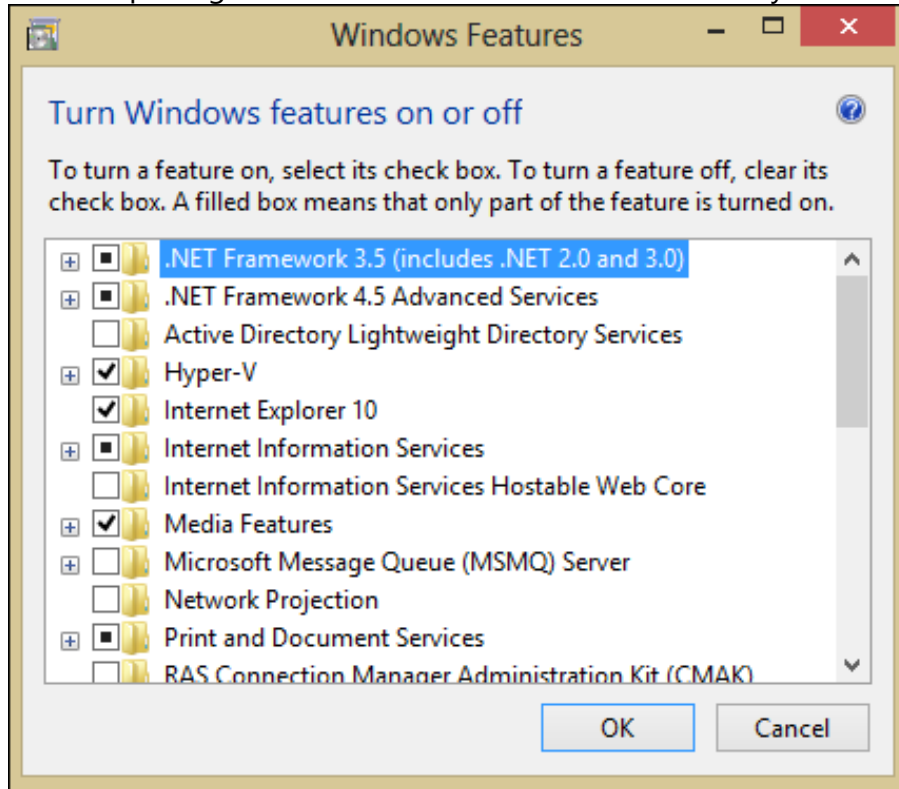 Windows Features
Turn Windows features on or off
To turn a feature on, select its check box. To turn a feature off, clear its
check box. A filled box means that only part of the feature is turned on.
.NET Framework 3.5 (includes .NET 2.0 and 3.0)
.NET Framework 4.5 Advanced Services
Active Directory Lightweight Directory Services
Hyper-V
Internet Explorer 10
Internet Information Services
Internet Information Services Hostable Web Core
Media Features
Microsoft Message Queue (MSMQ) Server
Network Projection
Print and Document Services
RAS Connection Manager Administration Kit (CMAK)
OK Cancel